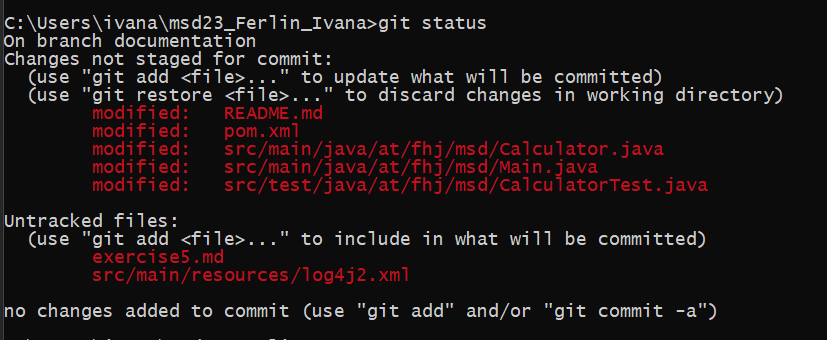 C:\Users\ivana\msd23_Ferlin_Ivana>git status
On branch documentation
Changes not staged for commit:
  (use "git add <file>..." to update what will be committed)
  (use "git restore <file>..." to discard changes in working directory)
        modified:   README.md
        modified:   pom.xml
        modified:   src/main/java/at/fhj/msd/Calculator.java
        modified:   src/main/java/at/fhj/msd/Main.java
        modified:   src/test/java/at/fhj/msd/CalculatorTest.java

Untracked files:
  (use "git add <file>..." to include in what will be committed)
        exercise5.md
        src/main/resources/log4j2.xml

no changes added to commit (use "git add" and/or "git commit -a")